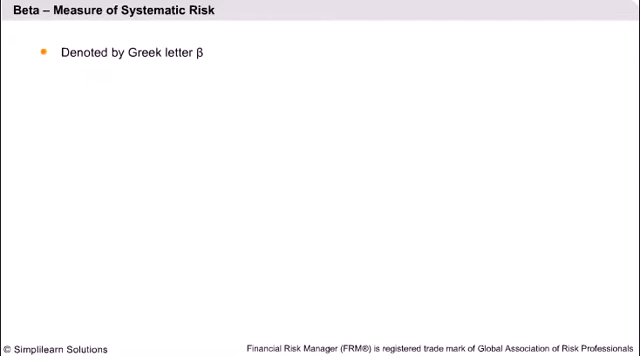 Beta – Measure of Systematic Risk
Denoted by Greek letter β
© Simplilearn Solutions
Financial Risk Manager (FRM®) is registered trade mark of Global Association of Risk Professionals